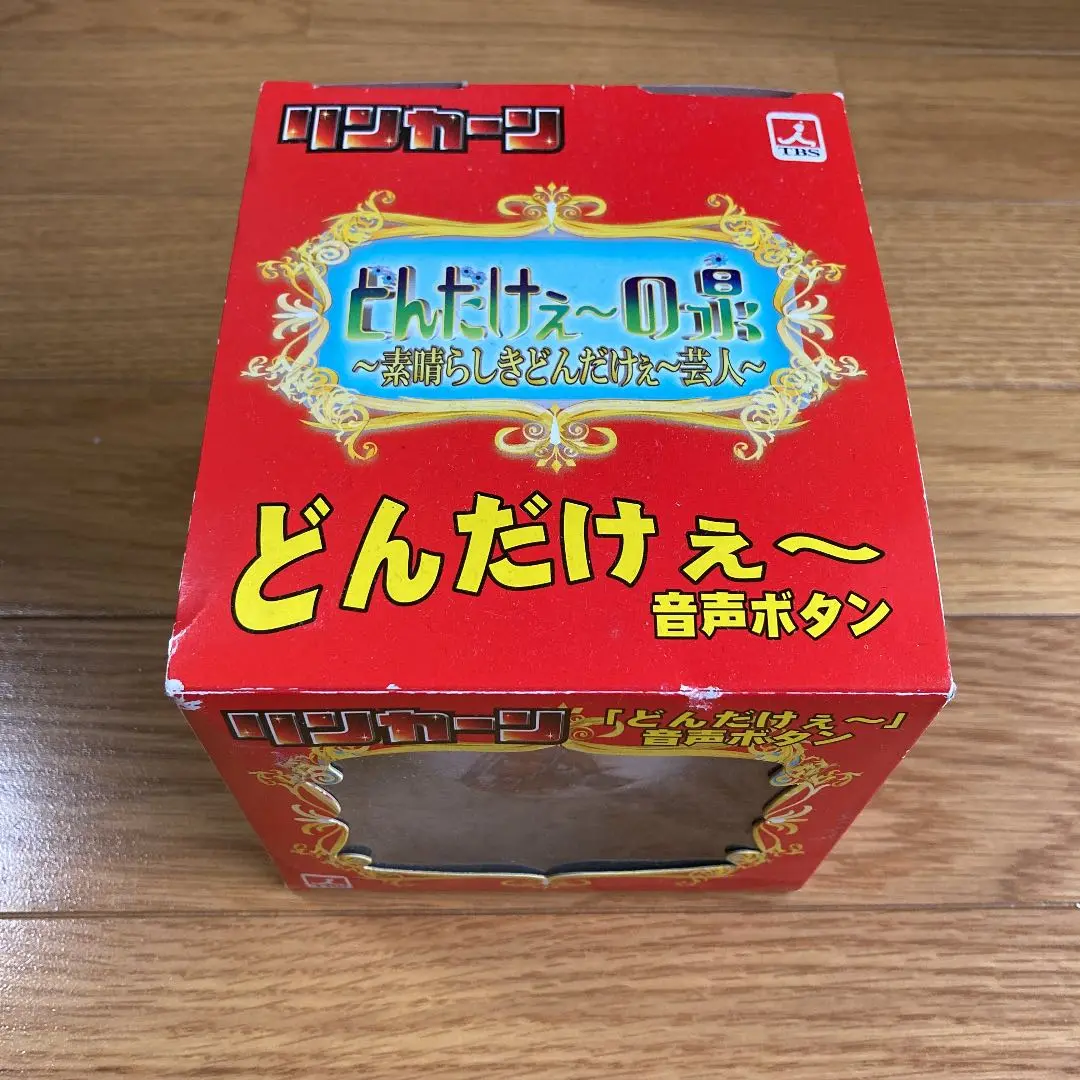 リンカーン
TBS
どんだけぇ〜の泉
〜素晴らしきどんだけぇ〜芸人〜
どんだけぇ〜
音声ボタン
リンカーン
「どんだけぇ〜」
音声ボタン